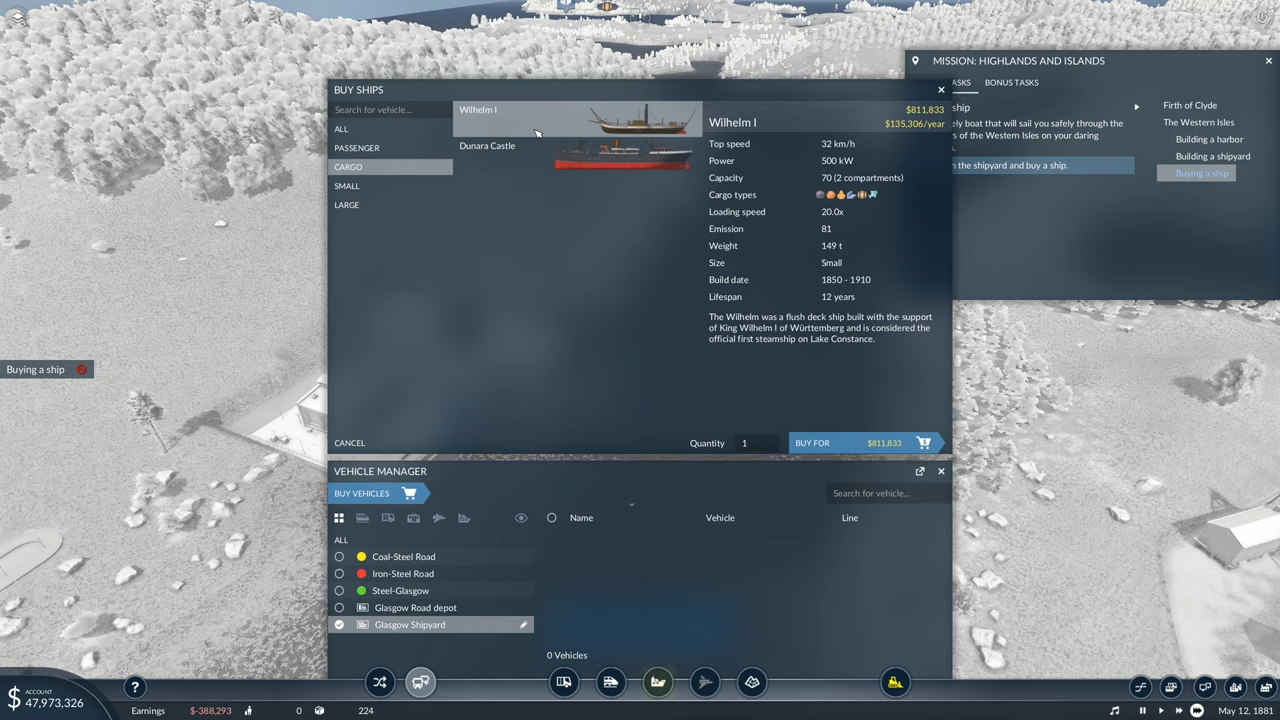 MISSION: HIGHLANDS AND ISLANDS
ASKS
BONUS TASKS
ship
ely boat that will sail you safely through the
s of the Western Isles on your daring
n the shipyard and buy a ship.
Firth of Clyde
The Western Isles
Building a harbor
Building a shipyard
Buying a ship
BUY SHIPS
Search for vehicle...
ALL
PASSENGER
CARGO
SMALL
LARGE
Wilhelm I
Dunara Castle
$811,833
Wilhelm I
$135,306/year
Top speed 32 km/h
Power 500 kW
Capacity 70 (2 compartments)
Cargo types
Loading speed 20.0x
Emission 81
Weight 149 t
Size Small
Build date 1850 - 1910
Lifespan 12 years
The Wilhelm was a flush deck ship built with the support
of King Wilhelm I of Württemberg and is considered the
official first steamship on Lake Constance.
CANCEL
Quantity 1
BUY FOR $811,833
Buying a ship
VEHICLE MANAGER
BUY VEHICLES
Search for vehicle...
Name Vehicle Line
ALL
Coal-Steel Road
Iron-Steel Road
Steel-Glasgow
Glasgow Road depot
Glasgow Shipyard
0 Vehicles
$ ACCOUNT
47,973,326
?
Earnings $-388,293 0 224
May 12, 1881